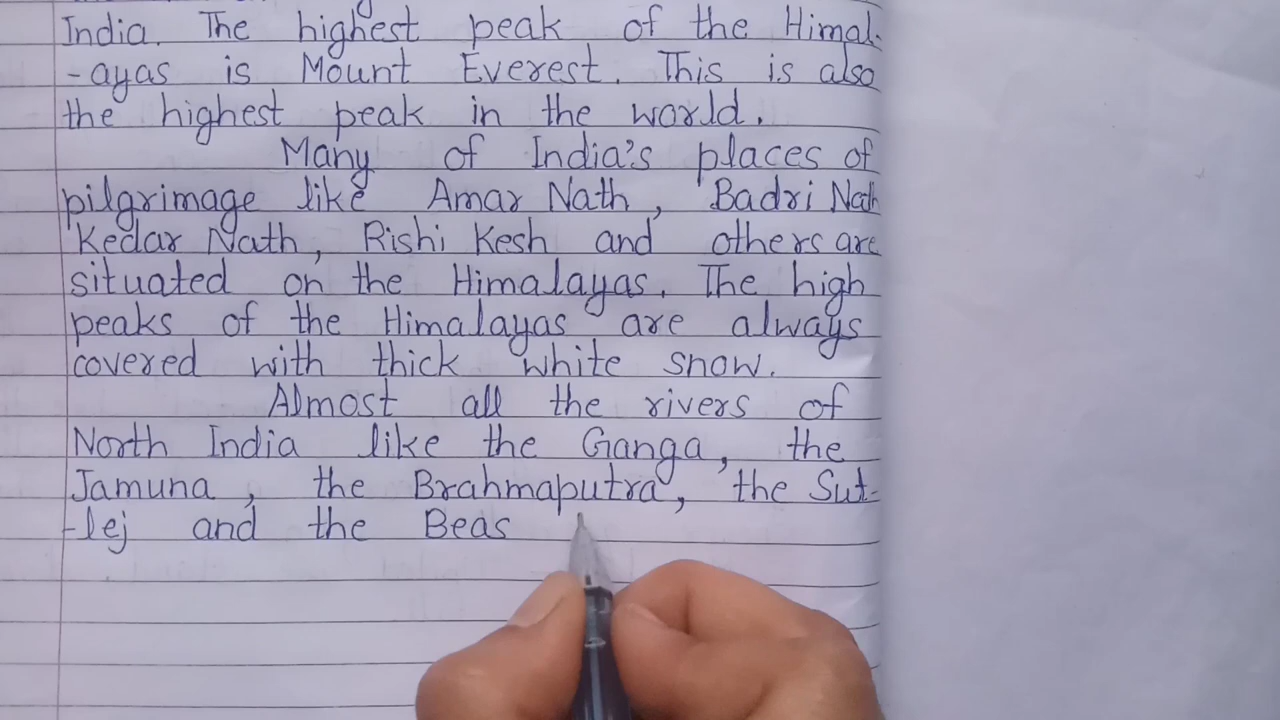 India. The highest peak of the Himal-
-ayas is Mount Everest. This is also
the highest peak in the world.
Many of India's places of
pilgrimage like Amar Nath, Badri Nath
Kedar Nath, Rishi Kesh and others are
situated on the Himalayas. The high
peaks of the Himalayas are always
covered with thick white snow.
Almost all the rivers of
North India like the Ganga, the
Jamuna, the Brahmaputra, the Sut-
-lej and the Beas